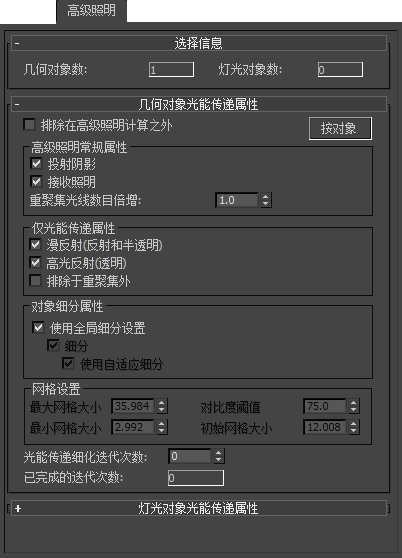 高级照明
- 选择信息
几何对象数: 1 灯光对象数: 0
- 几何对象光能传递属性
排除在高级照明计算之外 按对象
高级照明常规属性
投射阴影
接收照明
重聚集光线数目倍增: 1.0
仅光能传递属性
漫反射(反射和半透明)
高光反射(透明)
排除于重聚集外
对象细分属性
使用全局细分设置
细分
使用自适应细分
网格设置
最大网格大小 35.984 对比度阈值 75.0
最小网格大小 2.992 初始网格大小 12.008
光能传递细化迭代次数: 0
已完成的迭代次数: 0
+ 灯光对象光能传递属性